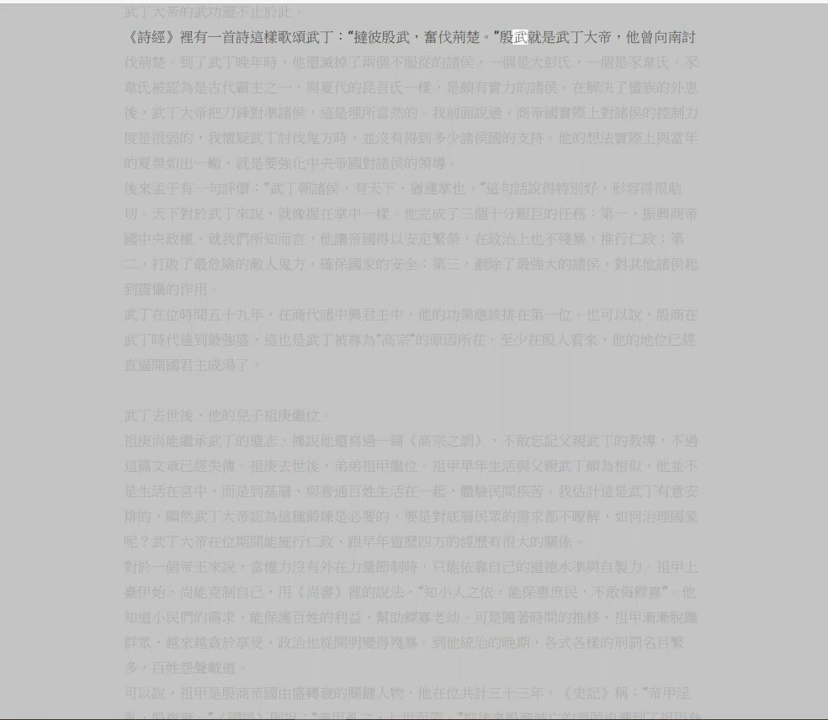 武丁大帝的武功還不止於此。
《詩經》裡有一首詩這樣歌頌武丁：“撻彼殷武，奮伐荊楚。”殷武就是武丁大帝，他曾向南討
伐荊楚。到了武丁晚年時，他還滅掉了兩個不服從的諸侯，一個是大彭氏，一個是豕韋氏。豕
韋氏被認為是古代霸主之一，與夏代的昆吾氏一樣，是頗有實力的諸侯。在解決了蠻族的外患
後，武丁大帝把刀鋒對準諸侯，這是理所當然的。我前面說過，商帝國實際上對諸侯的控制力
度是很弱的，我懷疑武丁討伐鬼方時，並沒有得到多少諸侯國的支持。他的想法實際上與當年
的夏桀如出一轍，就是要強化中央帝國對諸侯的領導。
後來孟子有一句評價：“武丁朝諸侯，有天下，猶運掌也。”這句話說得特別好，形容得很貼
切。天下對於武丁來說，就像握在掌中一樣。他完成了三個十分艱巨的任務：第一，振興商帝
國中央政權，就我們所知而言，他讓帝國得以安定繁榮，在政治上也不殘暴，推行仁政；第
二，打敗了最危險的敵人鬼方，確保國家的安全；第三，剷除了最強大的諸侯，對其他諸侯起
到震懾的作用。
武丁在位時間五十九年，在商代諸中興君主中，他的功業應該排在第一位。也可以說，殷商在
武丁時代達到最強盛，這也是武丁被尊為“高宗”的原因所在，至少在殷人看來，他的地位已經
直逼開國君主成湯了。
武丁去世後，他的兒子祖庚繼位。
祖庚尚能繼承武丁的遺志，據說他還寫過一篇《高宗之訓》，不敢忘記父親武丁的教導，不過
這篇文章已經失傳。祖庚去世後，弟弟祖甲繼位。祖甲早年生活與父親武丁頗為相似，他並不
是生活在宮中，而是到基層，與普通百姓生活在一起，體驗民間疾苦。我估計這是武丁有意安
排的，顯然武丁大帝認為這種鍛煉是必要的，要是對底層民眾的需求都不瞭解，如何治理國家
呢？武丁大帝在位期間能施行仁政，跟早年遊歷四方的經歷有很大的關係。
對於一個帝王來說，當權力沒有外在力量節制時，只能依靠自己的道德水準與自製力。祖甲上
臺伊始，尚能克制自己，用《尚書》裡的說法，“知小人之依，能保惠庶民，不敢侮鰥寡”。他
知道小民們的需求，能保護百姓的利益，幫助鰥寡老幼。可是隨著時間的推移，祖甲漸漸脫離
群眾，越來越貪於享受，政治也從開明變得殘暴。到他統治的晚期，各式各樣的刑罰名目繁
多，百姓怨聲載道。
可以說，祖甲是殷商帝國由盛轉衰的關鍵人物，他在位共計三十三年。《史記》稱：“帝甲淫
亂，殷復衰。”《國語》則說：“帝甲亂之，七世而隕。”